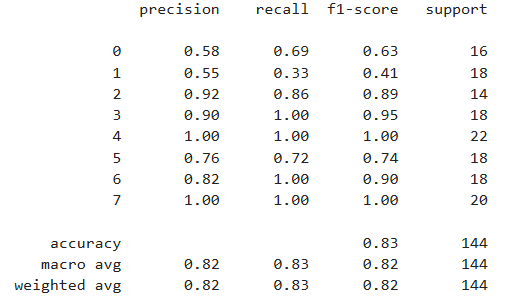 precision recall f1-score support
0 0.58 0.69 0.63 16
1 0.55 0.33 0.41 18
2 0.92 0.86 0.89 14
3 0.90 1.00 0.95 18
4 1.00 1.00 1.00 22
5 0.76 0.72 0.74 18
6 0.82 1.00 0.90 18
7 1.00 1.00 1.00 20
accuracy 0.83 144
macro avg 0.82 0.83 0.82 144
weighted avg 0.82 0.83 0.82 144